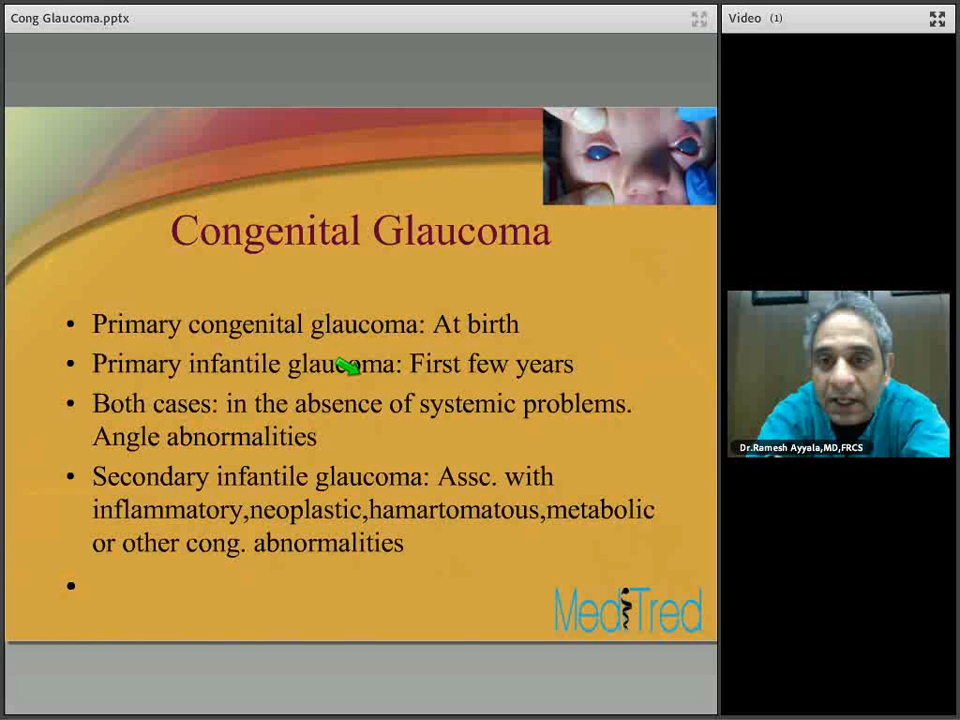 Cong Glaucoma.pptx
Video (1)
Congenital Glaucoma
• Primary congenital glaucoma: At birth
• Primary infantile glaucoma: First few years
• Both cases: in the absence of systemic problems.
Angle abnormalities
• Secondary infantile glaucoma: Assc. with
inflammatory,neoplastic,hamartomatous,metabolic
or other cong. abnormalities
•
MediTred
Dr.Ramesh Ayyala,MD,FRCS